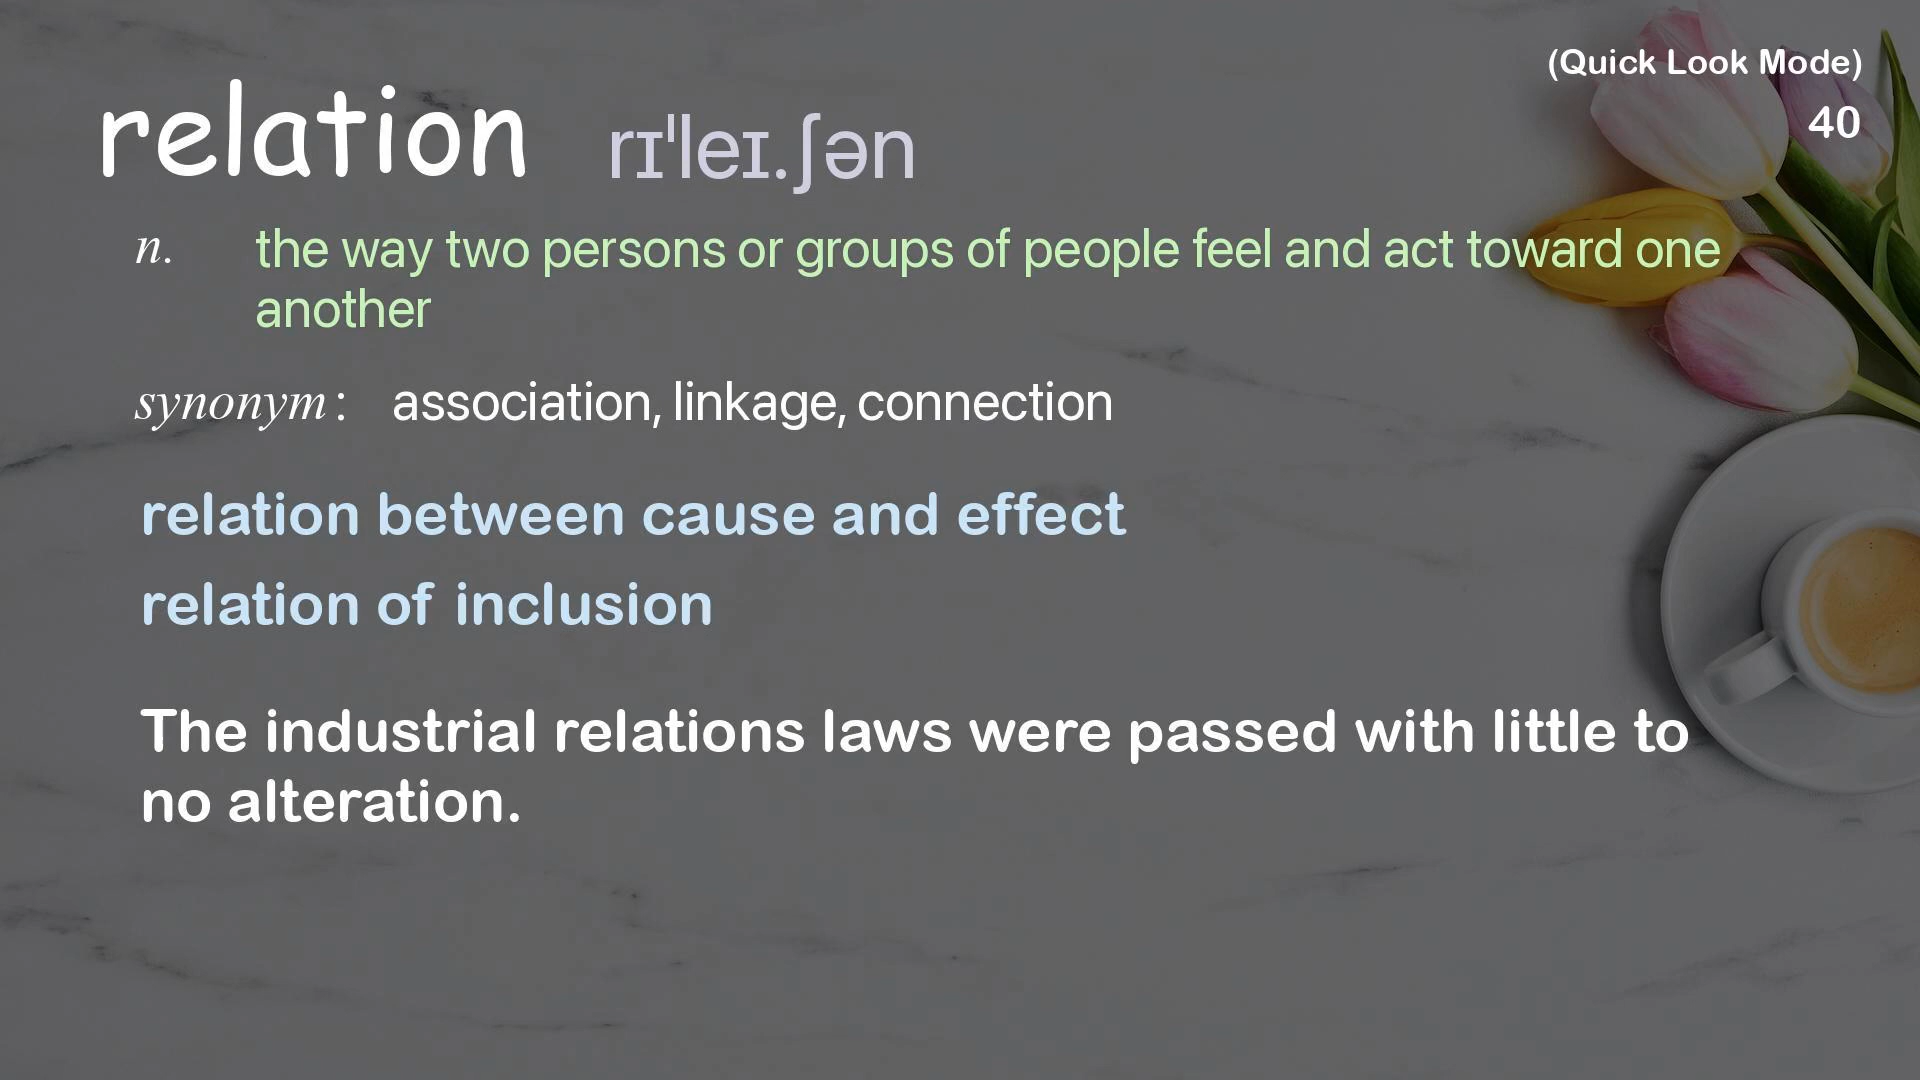 (Quick Look Mode)
40
relation rɪˈleɪ.ʃən
n. the way two persons or groups of people feel and act toward one
another
synonym: association, linkage, connection
relation between cause and effect
relation of inclusion
The industrial relations laws were passed with little to
no alteration.